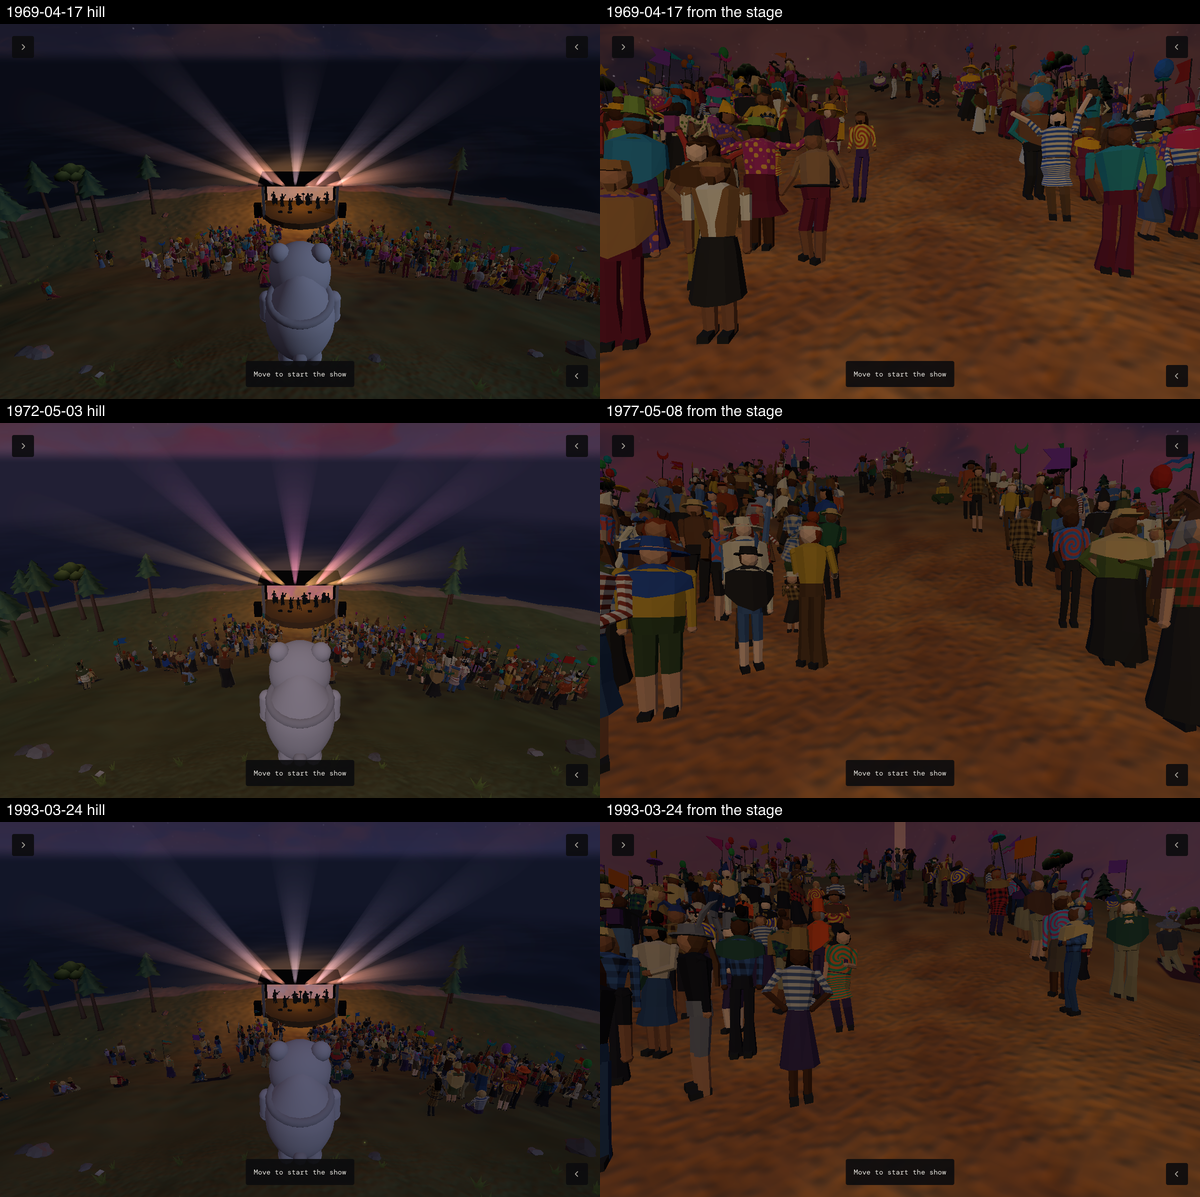 1969-04-17 hill
1969-04-17 from the stage
Move to start the show
Move to start the show
1972-05-03 hill
1977-05-08 from the stage
Move to start the show
Move to start the show
1993-03-24 hill
1993-03-24 from the stage
Move to start the show
Move to start the show